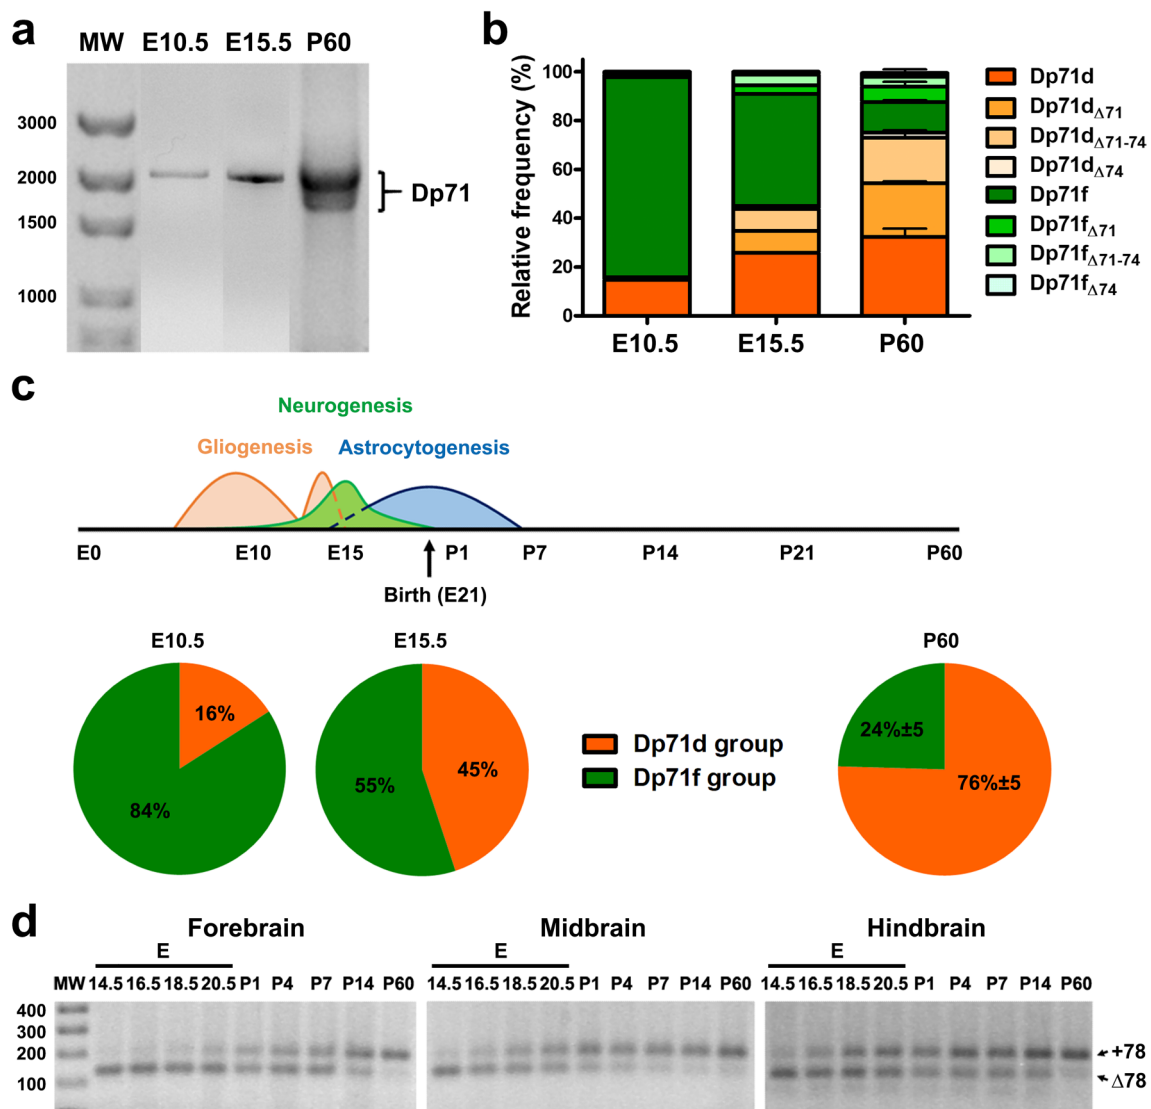 a
MW E10.5 E15.5 P60
3000
2000
1500
1000
Dp71
b
Relative frequency (%)
100
80
60
40
20
0
E10.5 E15.5 P60
Dp71d
Dp71dΔ71
Dp71dΔ71-74
Dp71dΔ74
Dp71f
Dp71fΔ71
Dp71fΔ71-74
Dp71fΔ74
c
Neurogenesis
Gliogenesis Astrocytogenesis
E0 E10 E15 P1 P7 P14 P21 P60
Birth (E21)
E10.5 E15.5 P60
16%
84%
45%
55%
Dp71d group
Dp71f group
24%±5
76%±5
d
Forebrain Midbrain Hindbrain
E E E
MW 14.5 16.5 18.5 20.5 P1 P4 P7 P14 P60 14.5 16.5 18.5 20.5 P1 P4 P7 P14 P60 14.5 16.5 18.5 20.5 P1 P4 P7 P14 P60
400
300
200
100
+78
Δ78